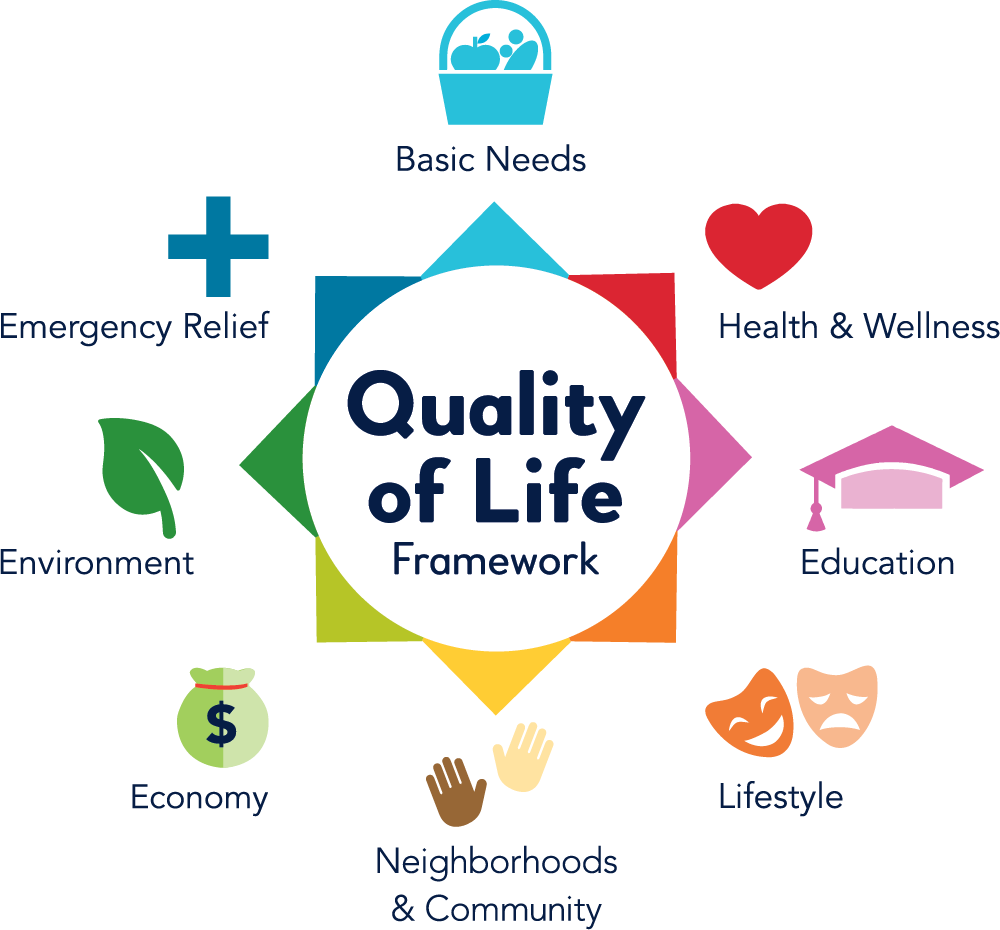 Basic Needs
Emergency Relief
Health & Wellness
Quality
of Life
Framework
Environment
Education
$
Economy
Lifestyle
Neighborhoods
& Community